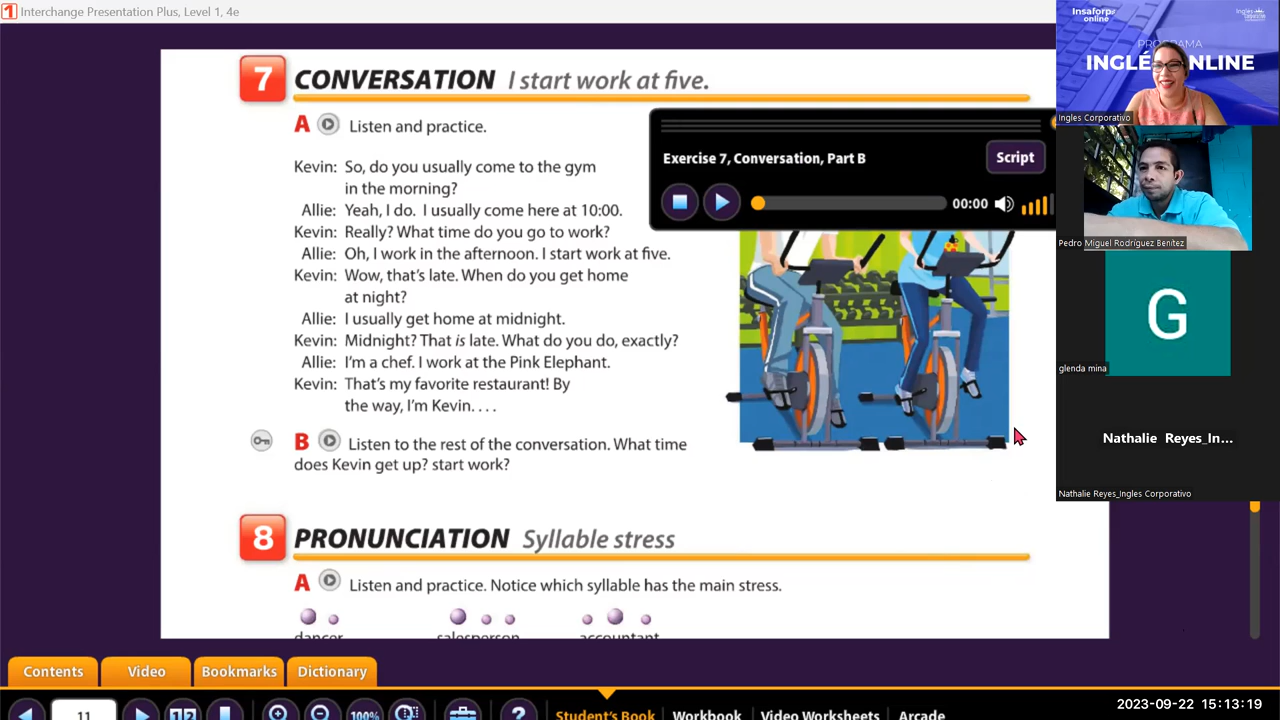 Interchange Presentation Plus, Level 1, 4e
7 CONVERSATION I start work at five.
A Listen and practice.
Kevin: So, do you usually come to the gym
in the morning?
Allie: Yeah, I do. I usually come here at 10:00.
Kevin: Really? What time do you go to work?
Allie: Oh, I work in the afternoon. I start work at five.
Kevin: Wow, that's late. When do you get home
at night?
Allie: I usually get home at midnight.
Kevin: Midnight? That is late. What do you do, exactly?
Allie: I'm a chef. I work at the Pink Elephant.
Kevin: That's my favorite restaurant! By
the way, I'm Kevin. . . .
B Listen to the rest of the conversation. What time
does Kevin get up? start work?
Exercise 7, Conversation, Part B
Script
00:00
8 PRONUNCIATION Syllable stress
A Listen and practice. Notice which syllable has the main stress.
dancer salesperson accountant
Contents Video Bookmarks Dictionary
11 100% ? Student's Book Workbook Video Worksheets Arcade
Insaforp
online
PROGRAMA
INGLÉS ONLINE
Ingles Corporativo
Pedro Miguel Rodríguez Benítez
G
glenda mina
Nathalie Reyes_In...
Nathalie Reyes_Ingles Corporativo
2023-09-22 15:13:19